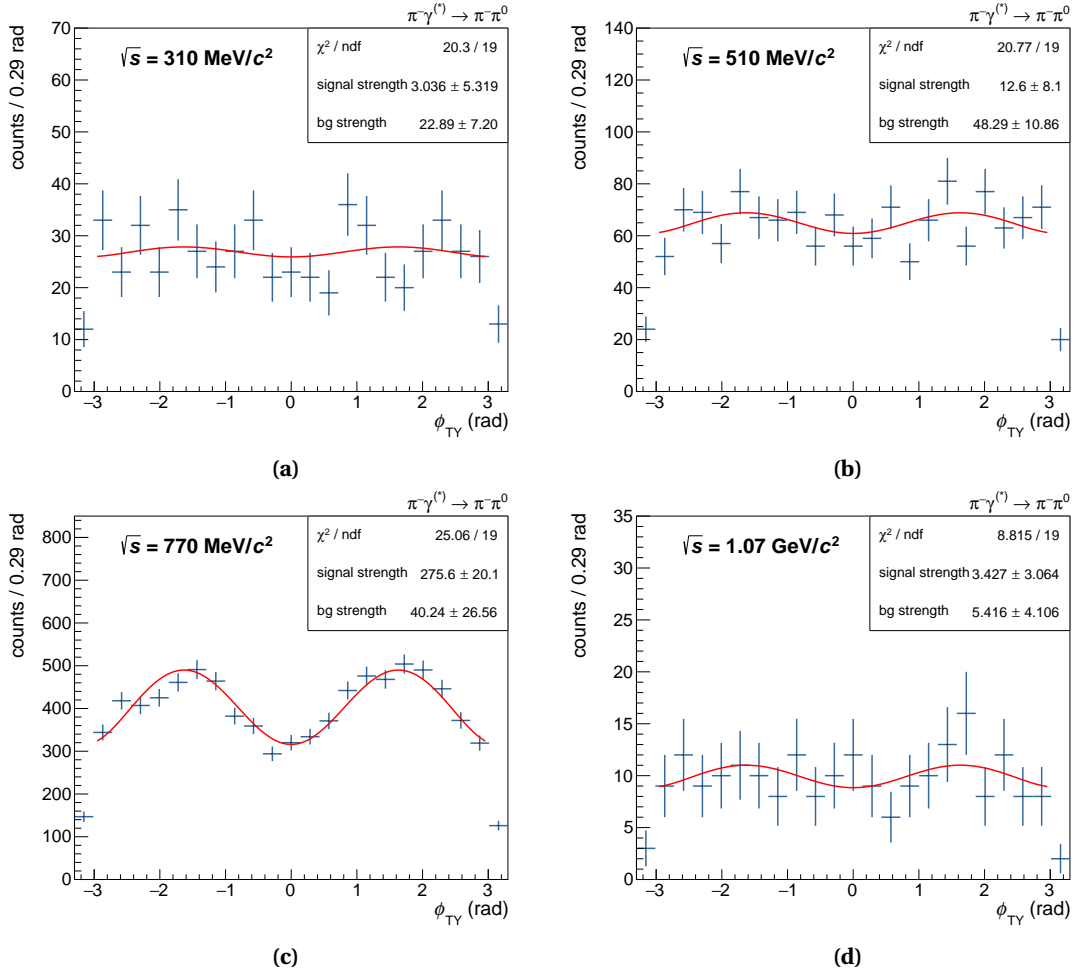 π⁻γ⁽*⁾ → π⁻π⁰
√s = 310 MeV/c²
χ² / ndf 20.3 / 19
signal strength 3.036 ± 5.319
bg strength 22.89 ± 7.20
counts / 0.29 rad
70
60
50
40
30
20
10
0
−3 −2 −1 0 1 2 3
ϕTY (rad)
(a)
π⁻γ⁽*⁾ → π⁻π⁰
√s = 510 MeV/c²
χ² / ndf 20.77 / 19
signal strength 12.6 ± 8.1
bg strength 48.29 ± 10.86
counts / 0.29 rad
140
120
100
80
60
40
20
0
−3 −2 −1 0 1 2 3
ϕTY (rad)
(b)
π⁻γ⁽*⁾ → π⁻π⁰
√s = 770 MeV/c²
χ² / ndf 25.06 / 19
signal strength 275.6 ± 20.1
bg strength 40.24 ± 26.56
counts / 0.29 rad
800
700
600
500
400
300
200
100
0
−3 −2 −1 0 1 2 3
ϕTY (rad)
(c)
π⁻γ⁽*⁾ → π⁻π⁰
√s = 1.07 GeV/c²
χ² / ndf 8.815 / 19
signal strength 3.427 ± 3.064
bg strength 5.416 ± 4.106
counts / 0.29 rad
35
30
25
20
15
10
5
0
−3 −2 −1 0 1 2 3
ϕTY (rad)
(d)